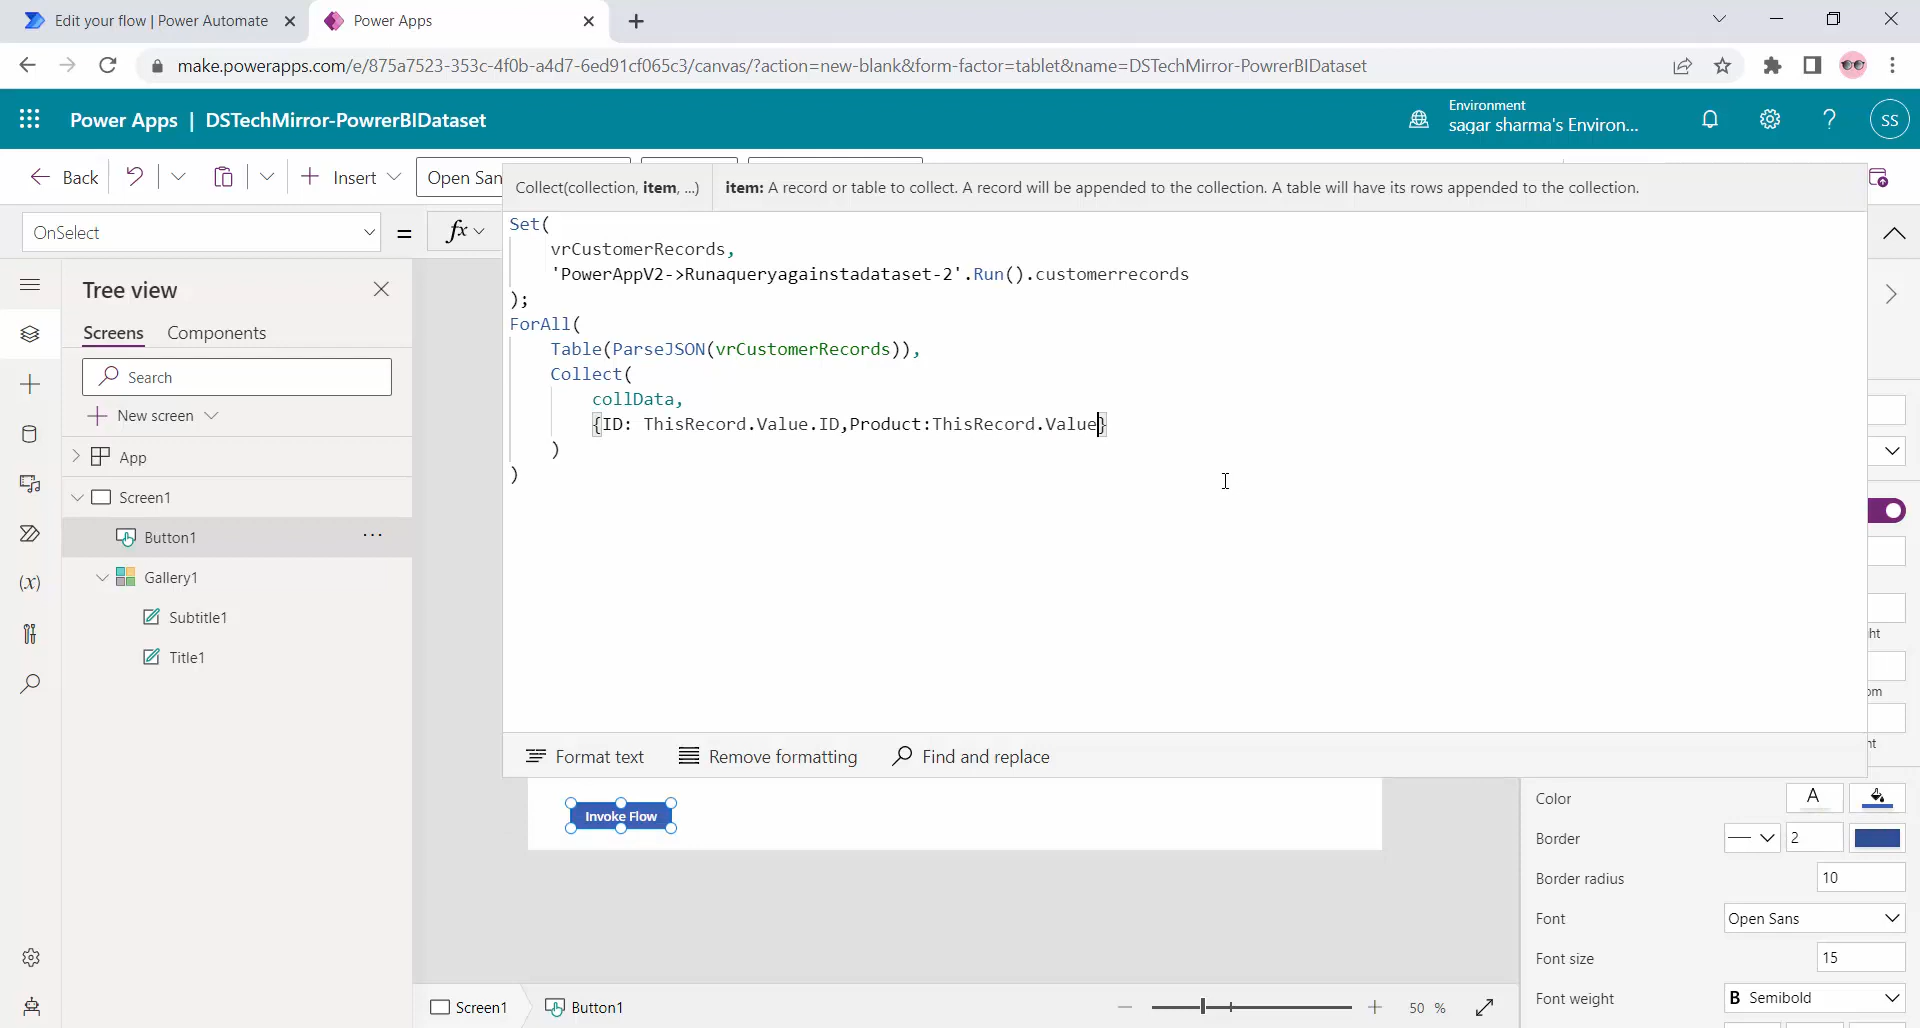 Edit your flow | Power Automate
Power Apps
make.powerapps.com/e/875a7523-353c-4f0b-a4d7-6ed91cf065c3/canvas/?action=new-blank&form-factor=tablet&name=DSTechMirror-PowrerBIDataset
Power Apps | DSTechMirror-PowrerBIDataset
Environment
sagar sharma's Environ...
SS
Back
Insert
Open San
Collect(collection, item, ...)
item: A record or table to collect. A record will be appended to the collection. A table will have its rows appended to the collection.
OnSelect
=
fx
Set(
vrCustomerRecords,
'PowerAppV2->Runaqueryagainstadataset-2'.Run().customerrecords
);
ForAll(
Table(ParseJSON(vrCustomerRecords)),
Collect(
collData,
{ID: ThisRecord.Value.ID,Product:ThisRecord.Value}
)
)
Tree view
Screens
Components
Search
New screen
App
Screen1
Button1
...
Gallery1
Subtitle1
Title1
(x)
ht
om
nt
Format text
Remove formatting
Find and replace
Invoke Flow
Color
A
Border
2
Border radius
10
Font
Open Sans
Font size
15
Font weight
B Semibold
Screen1
Button1
50 %